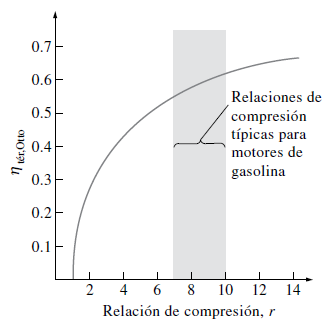 0.7
0.6
0.5
0.4
0.3
0.2
0.1
η tér,Otto
Relaciones de
compresión
típicas para
motores de
gasolina
2 4 6 8 10 12 14
Relación de compresión, r